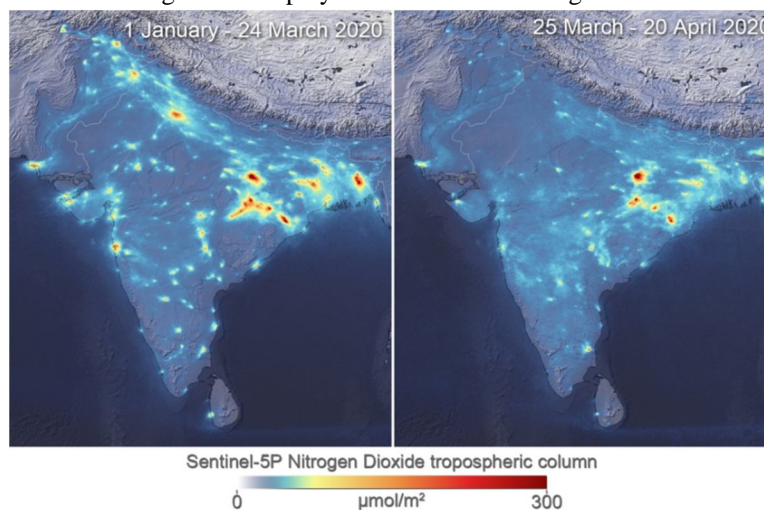 1 January - 24 March 2020
25 March - 20 April 2020
Sentinel-5P Nitrogen Dioxide tropospheric column
0
µmol/m²
300